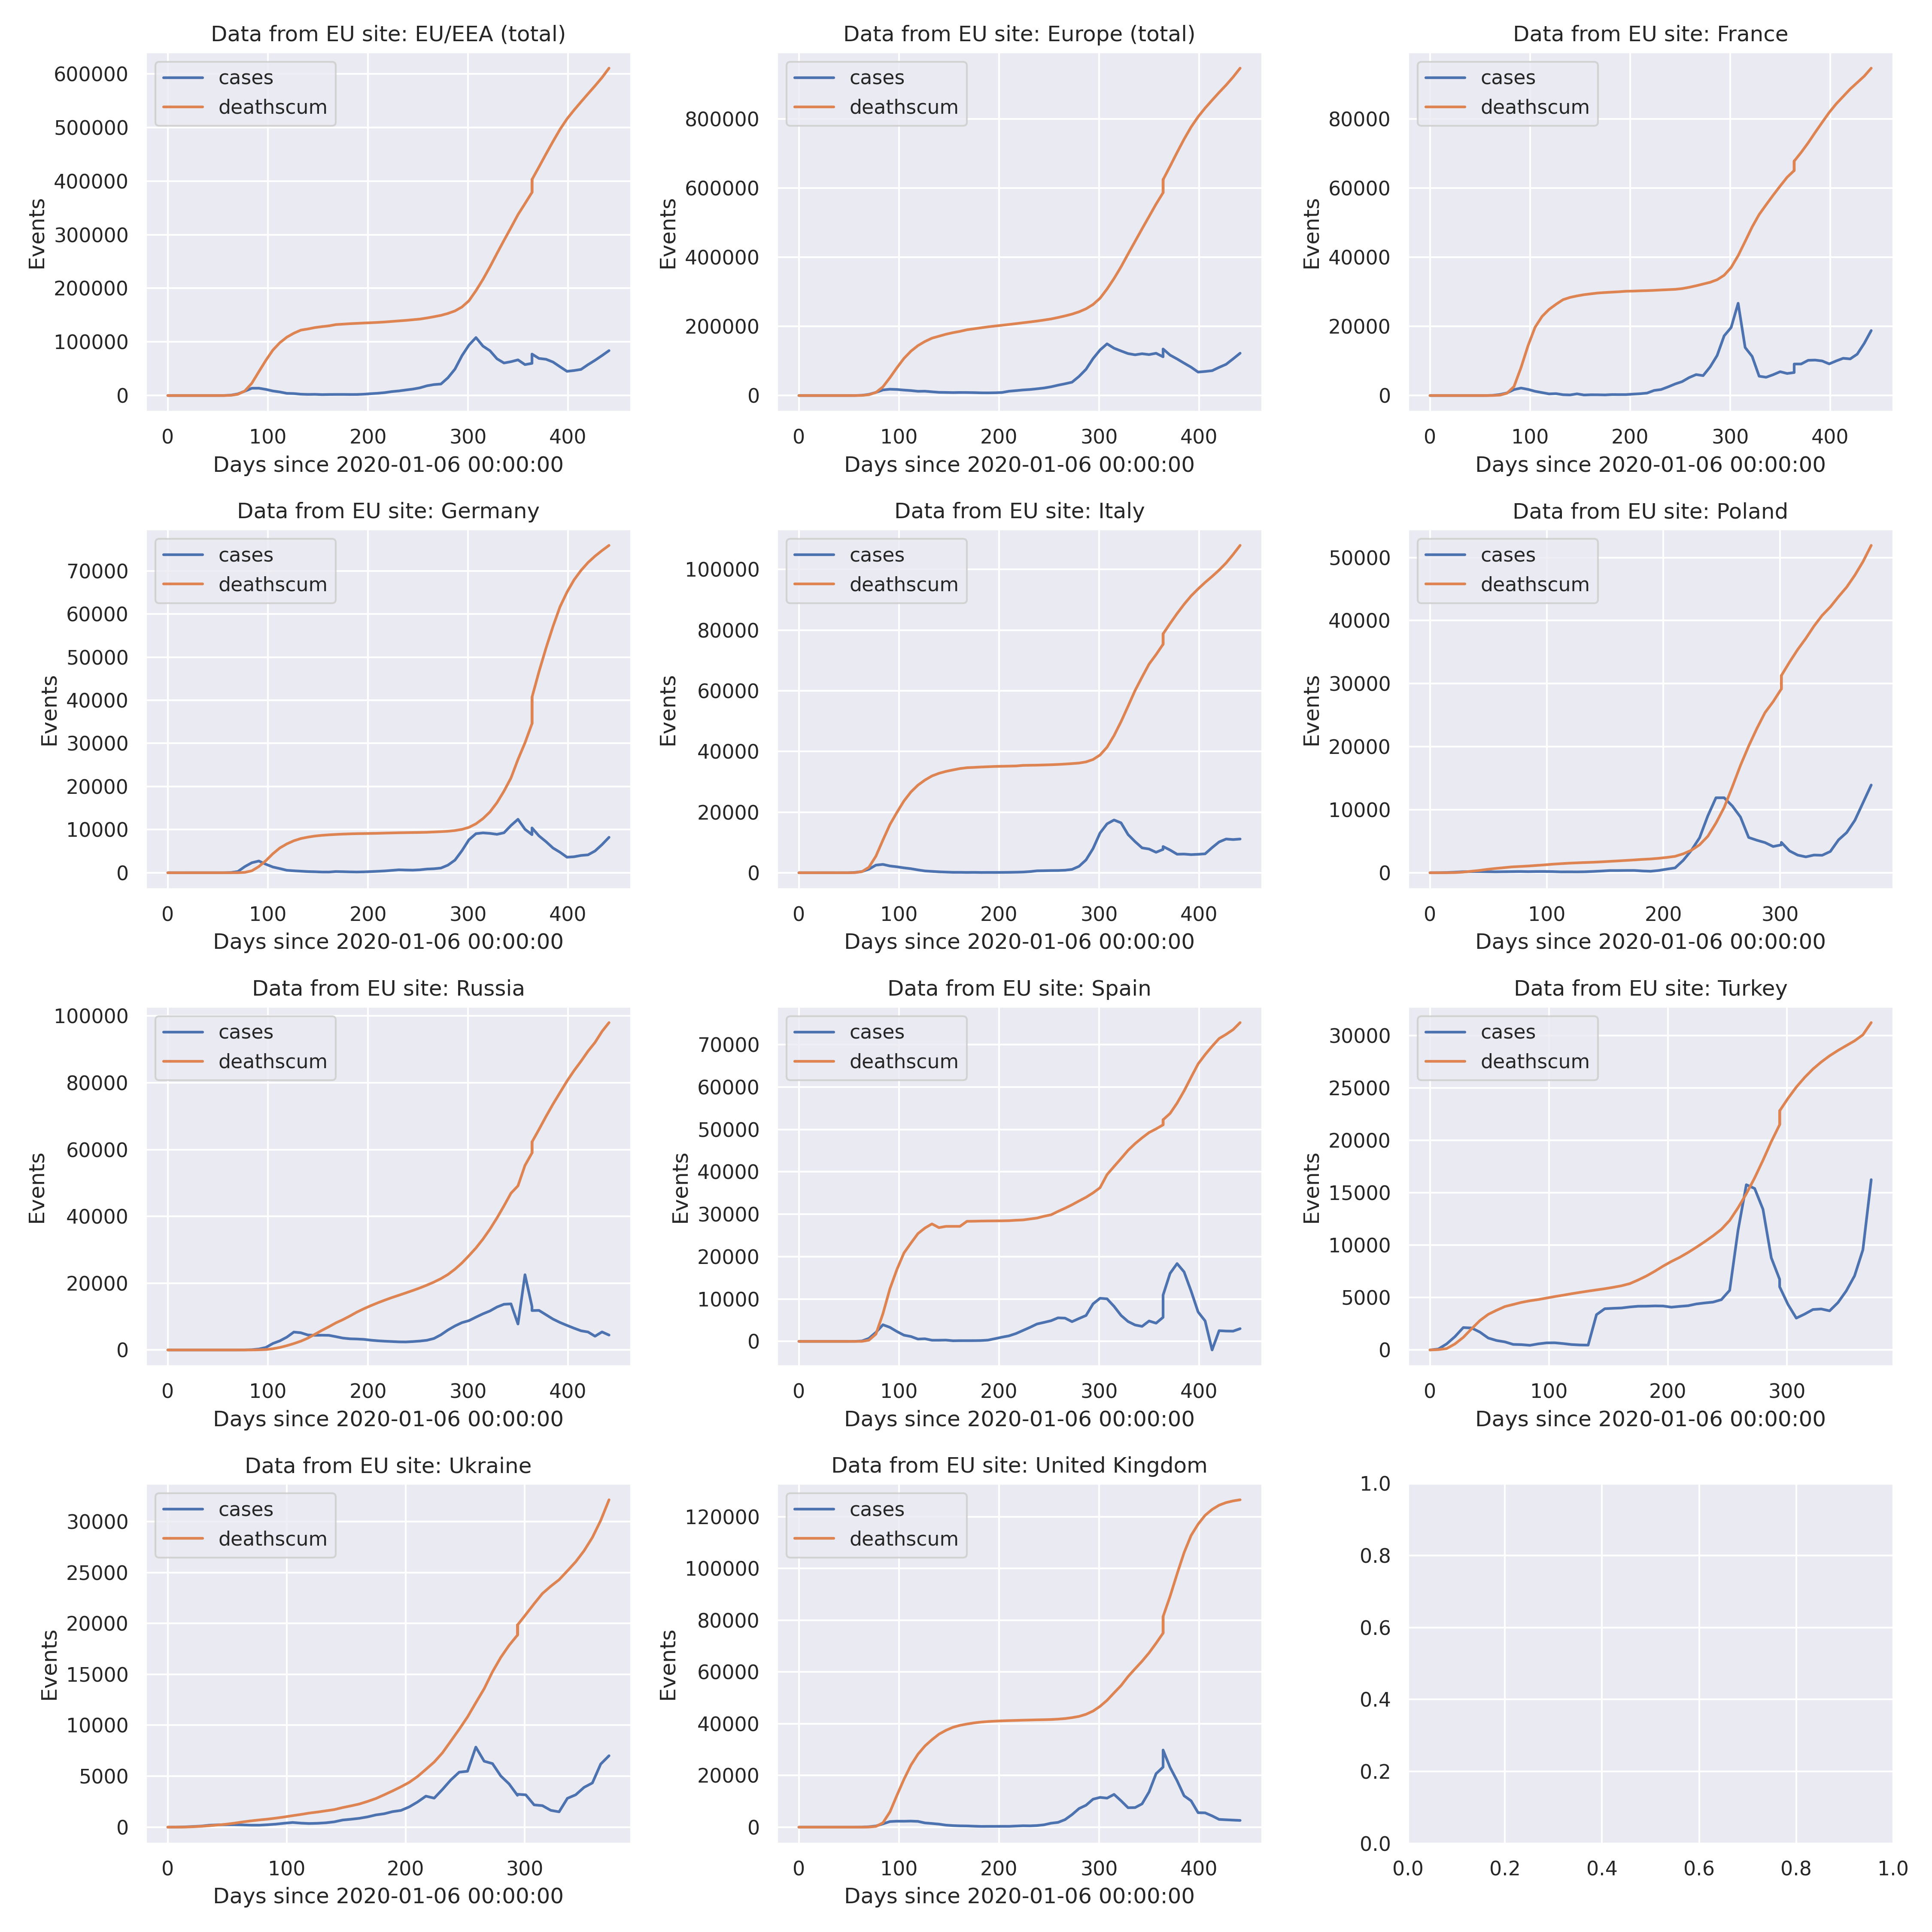 Data from EU site: EU/EEA (total)
cases
deathscum
600000
500000
400000
300000
200000
100000
0
Events
0 100 200 300 400
Days since 2020-01-06 00:00:00
Data from EU site: Europe (total)
cases
deathscum
800000
600000
400000
200000
0
Events
0 100 200 300 400
Days since 2020-01-06 00:00:00
Data from EU site: France
cases
deathscum
80000
60000
40000
20000
0
Events
0 100 200 300 400
Days since 2020-01-06 00:00:00
Data from EU site: Germany
cases
deathscum
70000
60000
50000
40000
30000
20000
10000
0
Events
0 100 200 300 400
Days since 2020-01-06 00:00:00
Data from EU site: Italy
cases
deathscum
100000
80000
60000
40000
20000
0
Events
0 100 200 300 400
Days since 2020-01-06 00:00:00
Data from EU site: Poland
cases
deathscum
50000
40000
30000
20000
10000
0
Events
0 100 200 300
Days since 2020-01-06 00:00:00
Data from EU site: Russia
cases
deathscum
100000
80000
60000
40000
20000
0
Events
0 100 200 300 400
Days since 2020-01-06 00:00:00
Data from EU site: Spain
cases
deathscum
70000
60000
50000
40000
30000
20000
10000
0
Events
0 100 200 300 400
Days since 2020-01-06 00:00:00
Data from EU site: Turkey
cases
deathscum
30000
25000
20000
15000
10000
5000
0
Events
0 100 200 300
Days since 2020-01-06 00:00:00
Data from EU site: Ukraine
cases
deathscum
30000
25000
20000
15000
10000
5000
0
Events
0 100 200 300
Days since 2020-01-06 00:00:00
Data from EU site: United Kingdom
cases
deathscum
120000
100000
80000
60000
40000
20000
0
Events
0 100 200 300 400
Days since 2020-01-06 00:00:00
1.0
0.8
0.6
0.4
0.2
0.0
0.0 0.2 0.4 0.6 0.8 1.0